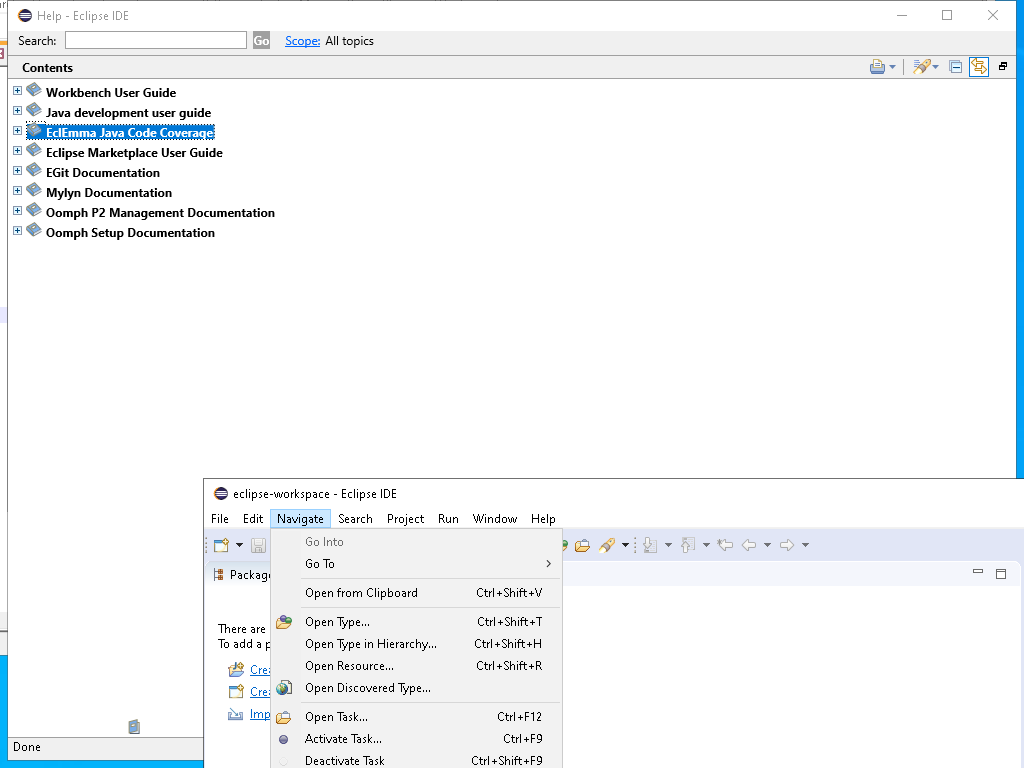 Help - Eclipse IDE
Search:
Go
Scope: All topics
Contents
Workbench User Guide
Java development user guide
EclEmma Java Code Coverage
Eclipse Marketplace User Guide
EGit Documentation
Mylyn Documentation
Oomph P2 Management Documentation
Oomph Setup Documentation
eclipse-workspace - Eclipse IDE
File Edit Navigate Search Project Run Window Help
Go Into
Go To
Open from Clipboard Ctrl+Shift+V
Open Type... Ctrl+Shift+T
Open Type in Hierarchy... Ctrl+Shift+H
Open Resource... Ctrl+Shift+R
Open Discovered Type...
Open Task... Ctrl+F12
Activate Task... Ctrl+F9
Deactivate Task Ctrl+Shift+F9
Package
There are
To add a p
Crea
Crea
Imp
Done